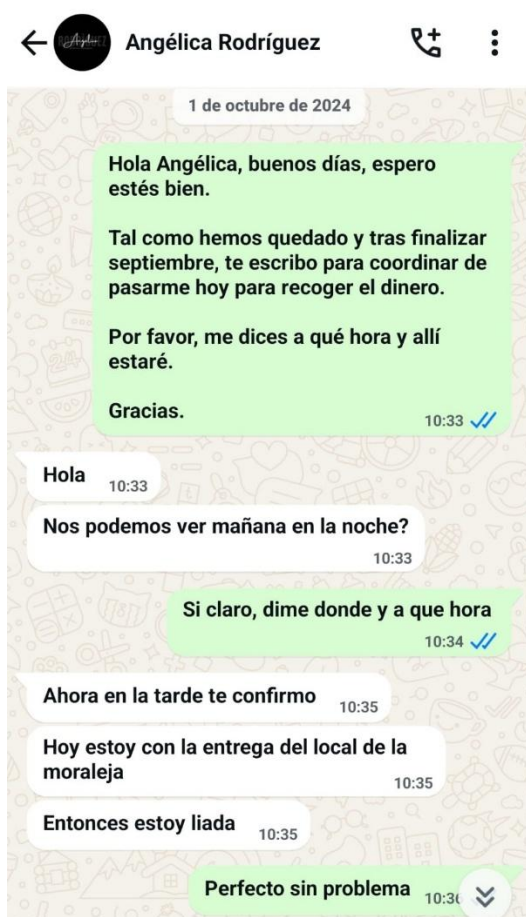 Angélica Rodríguez
1 de octubre de 2024
Hola Angélica, buenos días, espero
estés bien.
Tal como hemos quedado y tras finalizar
septiembre, te escribo para coordinar de
pasarme hoy para recoger el dinero.
Por favor, me dices a qué hora y allí
estaré.
Gracias.
10:33
Hola
10:33
Nos podemos ver mañana en la noche?
10:33
Si claro, dime donde y a que hora
10:34
Ahora en la tarde te confirmo
10:35
Hoy estoy con la entrega del local de la
moraleja
10:35
Entonces estoy liada
10:35
Perfecto sin problema